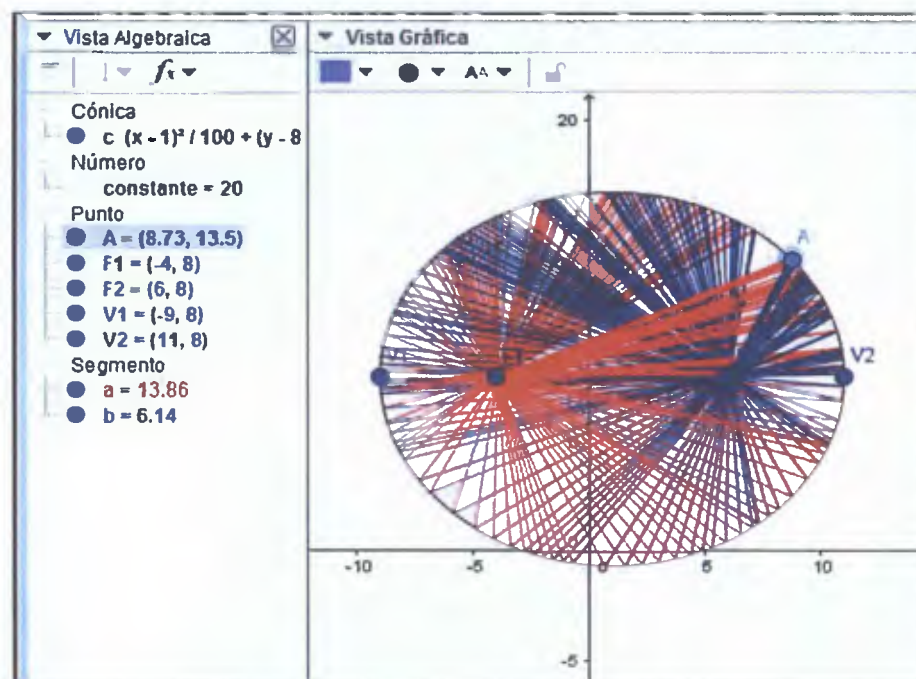 Vista Algebraica
Vista Gráfica
fx
AA
Cónica
c (x - 1)² / 100 + (y - 8
Número
constante = 20
Punto
A = (8.73, 13.5)
F1 = (-4, 8)
F2 = (6, 8)
V1 = (-9, 8)
V2 = (11, 8)
Segmento
a = 13.86
b = 6.14
20
A
V2
-10
-5
0
5
10
-5